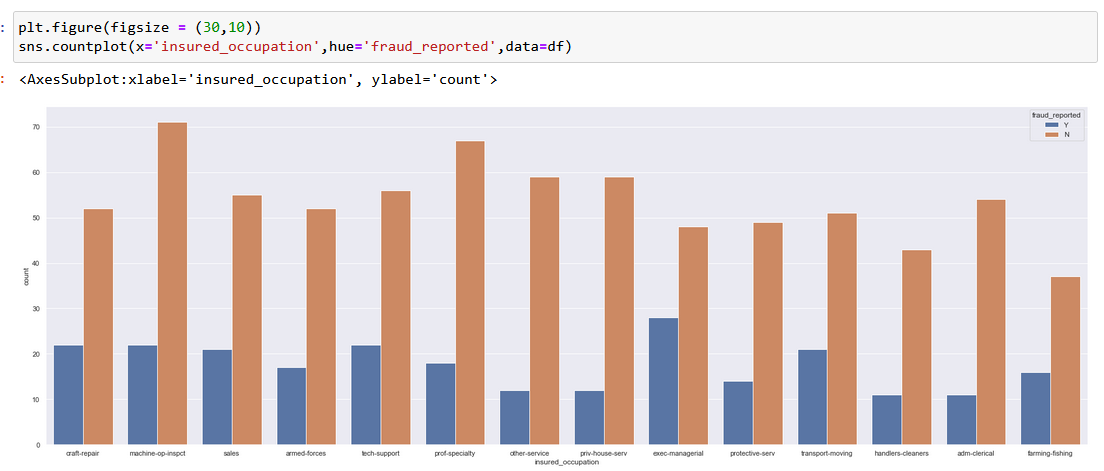 : plt.figure(figsize = (30,10))
sns.countplot(x='insured_occupation',hue='fraud_reported',data=df)
: <AxesSubplot:xlabel='insured_occupation', ylabel='count'>
fraud_reported
Y
N
70
60
50
40
30
20
10
0
count
craft-repair machine-op-inspct sales armed-forces tech-support prof-specialty other-service priv-house-serv exec-managerial protective-serv transport-moving handlers-cleaners adm-clerical farming-fishing
insured_occupation